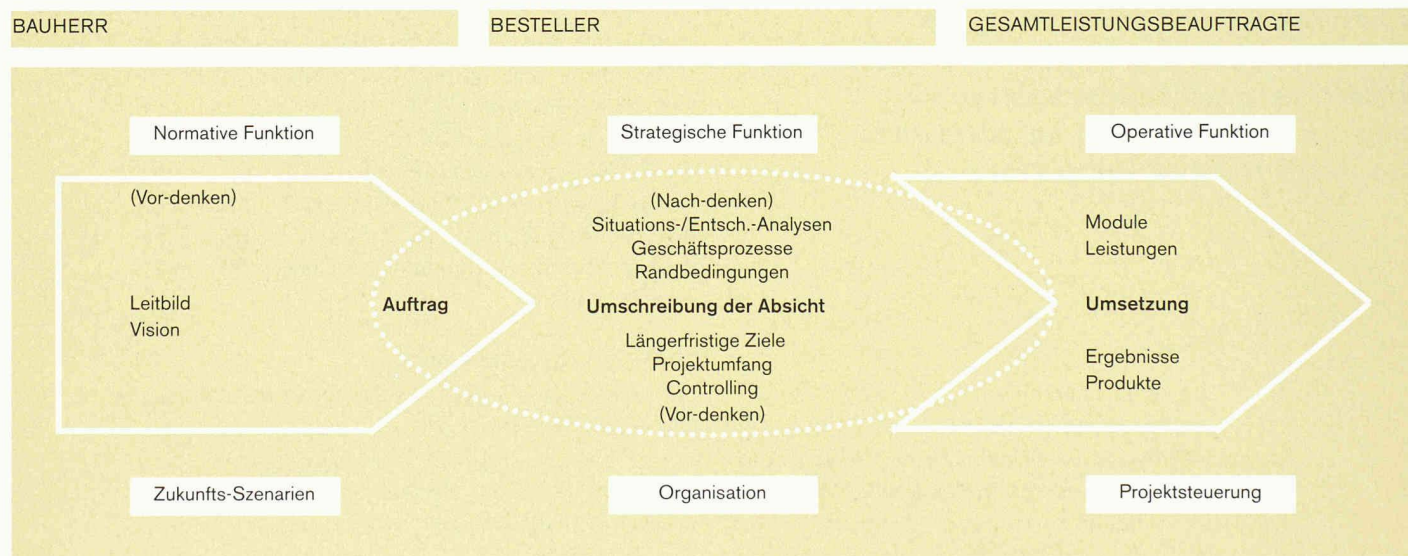 BAUHERR
BESTELLER
GESAMTLEISTUNGSBEAUFTRAGTE
Normative Funktion
Strategische Funktion
Operative Funktion
(Vor-denken)
Leitbild
Vision
Auftrag
(Nach-denken)
Situations-/Entsch.-Analysen
Geschäftsprozesse
Randbedingungen
Umschreibung der Absicht
Längerfristige Ziele
Projektumfang
Controlling
(Vor-denken)
Module
Leistungen
Umsetzung
Ergebnisse
Produkte
Zukunfts-Szenarien
Organisation
Projektsteuerung